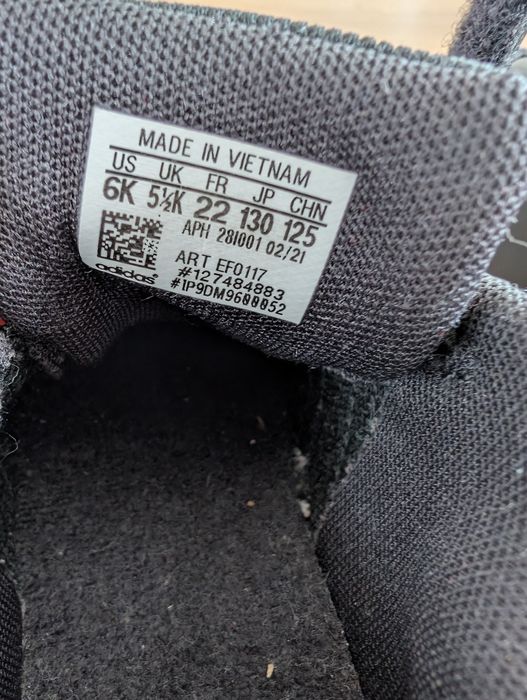 MADE IN VIETNAM
US UK FR JP CHN
6K 5½K 22 130 125
APH 281001 02/21
ART EF0117
#127484883
#1P9DM9600052
adidas